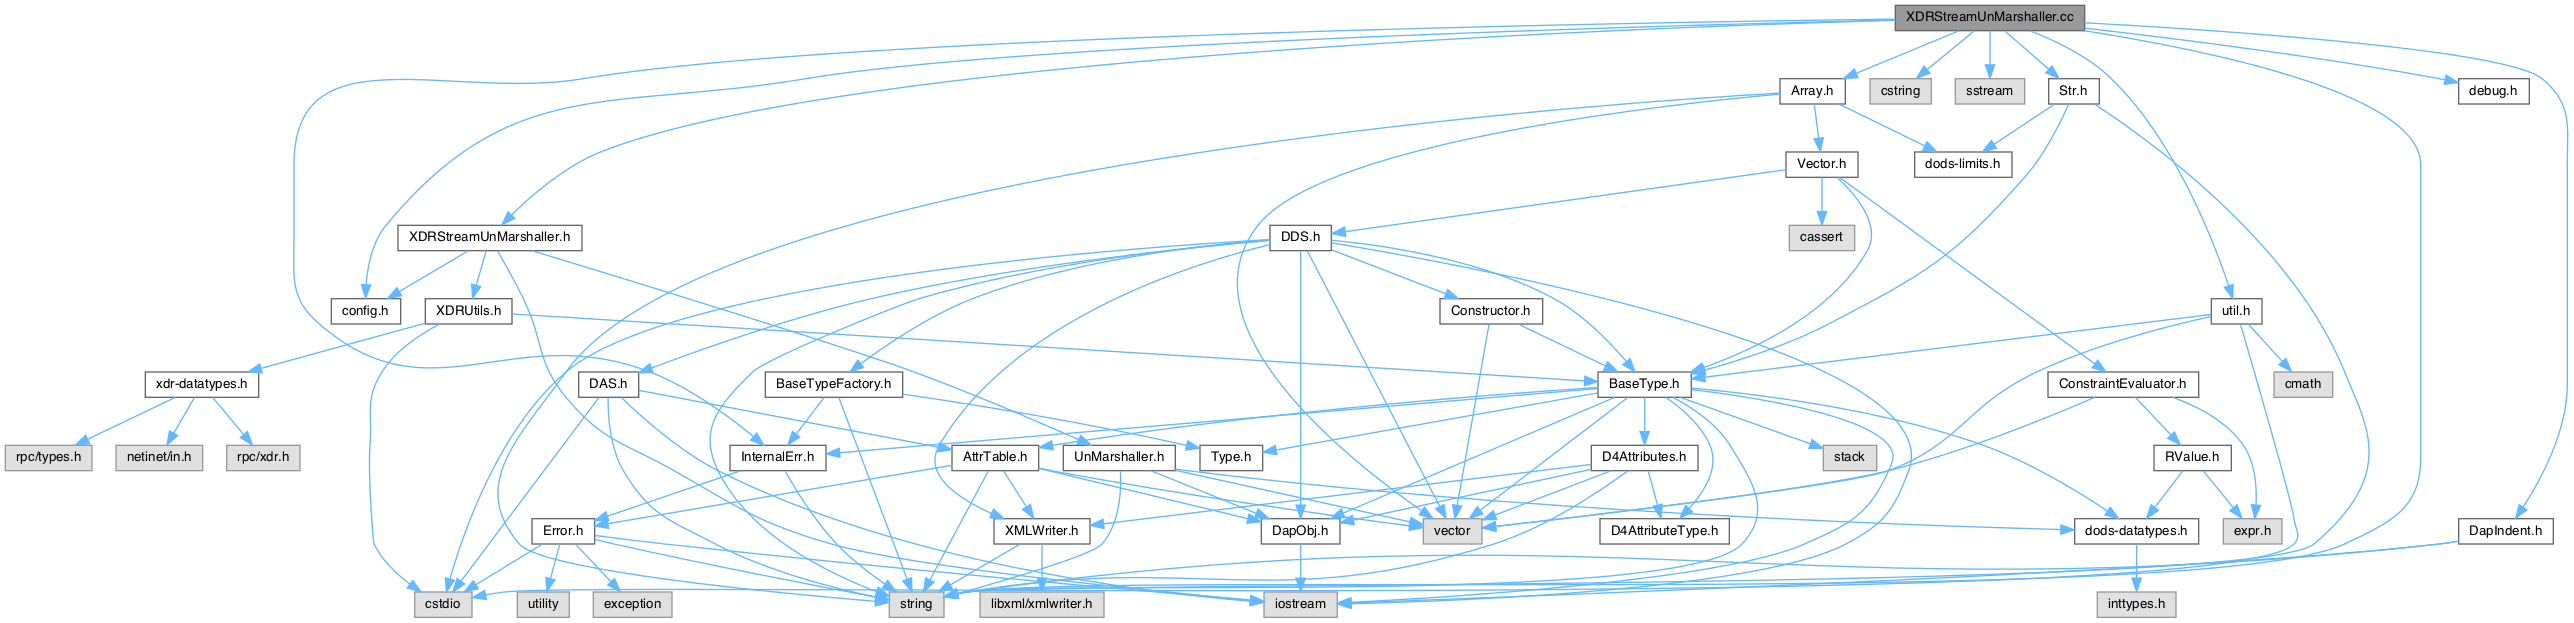 XDRStreamUnMarshaller.cc
Array.h
cstring
sstream
Str.h
debug.h
Vector.h
dods-limits.h
XDRStreamUnMarshaller.h
DDS.h
cassert
config.h
XDRUtils.h
Constructor.h
util.h
xdr-datatypes.h
DAS.h
BaseTypeFactory.h
BaseType.h
ConstraintEvaluator.h
cmath
rpc/types.h
netinet/in.h
rpc/xdr.h
InternalErr.h
AttrTable.h
UnMarshaller.h
Type.h
D4Attributes.h
stack
RValue.h
Error.h
XMLWriter.h
DapObj.h
vector
D4AttributeType.h
dods-datatypes.h
expr.h
DapIndent.h
cstdio
utility
exception
string
libxml/xmlwriter.h
iostream
inttypes.h